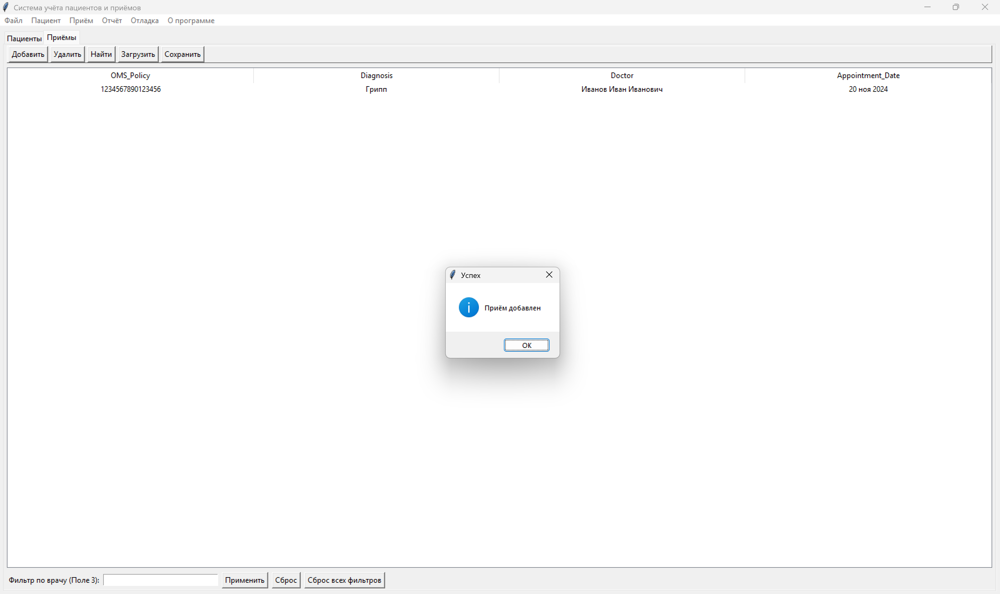 Система учёта пациентов и приёмов
Файл Пациент Приём Отчёт Отладка О программе
Пациенты Приёмы
Добавить Удалить Найти Загрузить Сохранить
OMS_Policy Diagnosis Doctor Appointment_Date
1234567890123456 Грипп Иванов Иван Иванович 20 ноя 2024
Успех
Приём добавлен
ОК
Фильтр по врачу (Поле 3): Применить Сброс Сброс всех фильтров